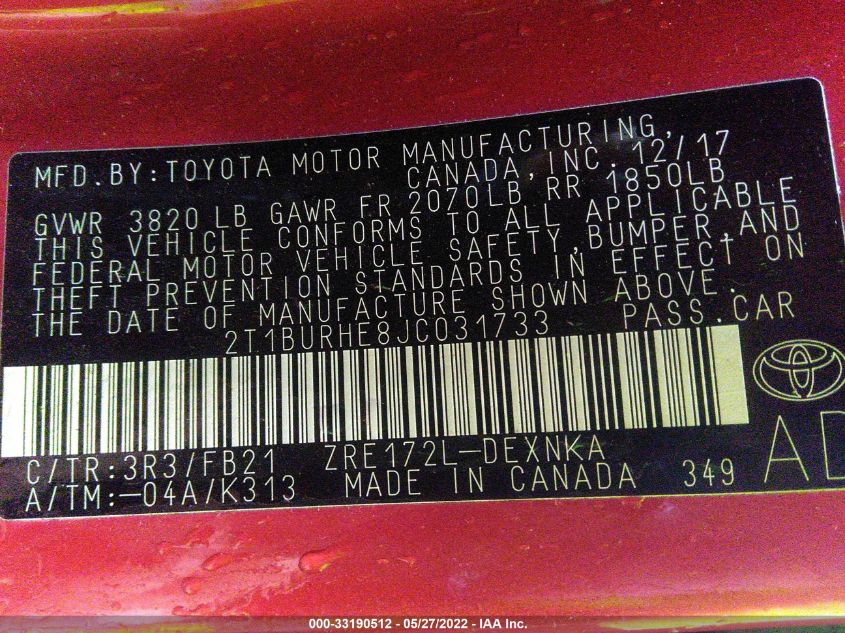 MFD.BY:TOYOTA MOTOR MANUFACTURING,
CANADA,INC. 12/17
GVWR 3820LB GAWR FR 2070LB RR 1850LB
THIS VEHICLE CONFORMS TO ALL APPLICABLE
FEDERAL MOTOR VEHICLE SAFETY,BUMPER,AND
THEFT PREVENTION STANDARDS IN EFFECT ON
THE DATE OF MANUFACTURE SHOWN ABOVE.
2T1BURHE8JC031733 PASS.CAR
C/TR:3R3/FB21 ZRE172L-DEXNKA
A/TM:-04A/K313 MADE IN CANADA 349 AD
000-33190512 - 05/27/2022 - IAA Inc.